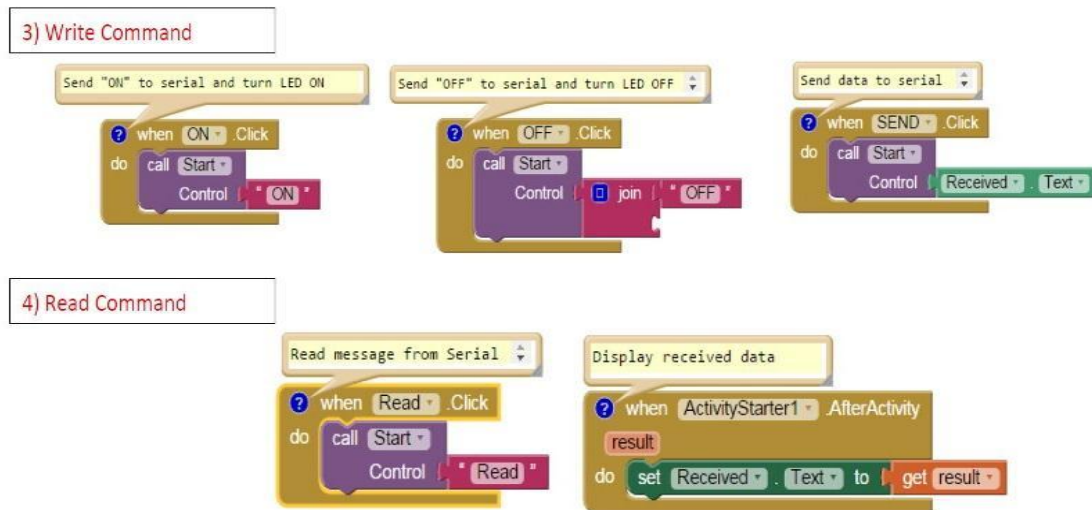 3) Write Command
Send "ON" to serial and turn LED ON
Send "OFF" to serial and turn LED OFF
Send data to serial
when ON .Click
do call Start
Control " ON "
when OFF .Click
do call Start
Control join " OFF "
when SEND .Click
do call Start
Control Received . Text
4) Read Command
Read message from Serial
Display received data
when Read .Click
do call Start
Control " Read "
when ActivityStarter1 .AfterActivity
result
do set Received . Text to get result